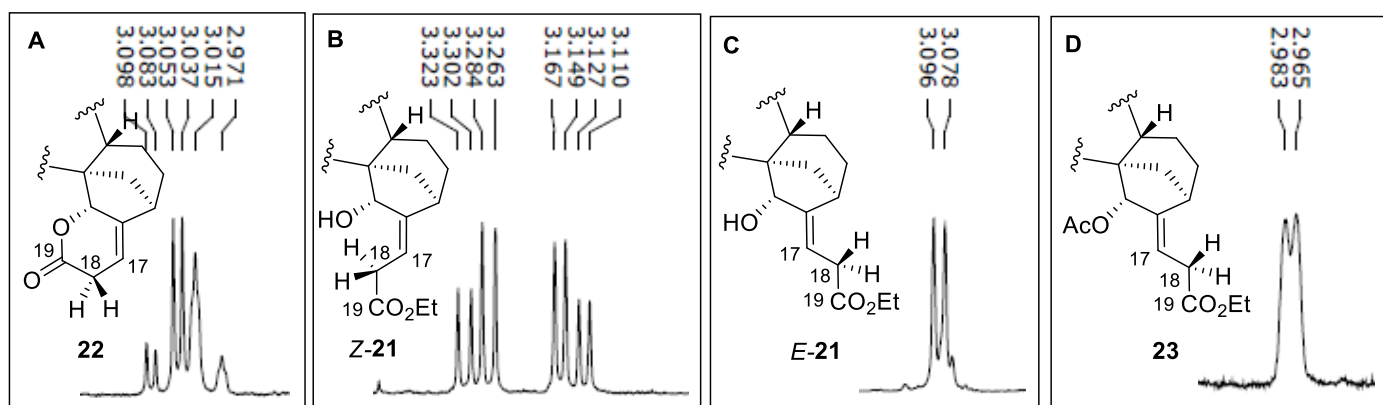 A
3.098
3.083
3.053
3.037
3.015
2.971
H
O
19
O
18
17
H H
22
B
3.323
3.302
3.284
3.263
3.167
3.149
3.127
3.110
H
HO
H
18
17
H
19 CO₂Et
Z-21
C
3.096
3.078
H
HO
17
H
18
H
19 CO₂Et
E-21
D
2.983
2.965
H
AcO
17
H
18
H
19 CO₂Et
23